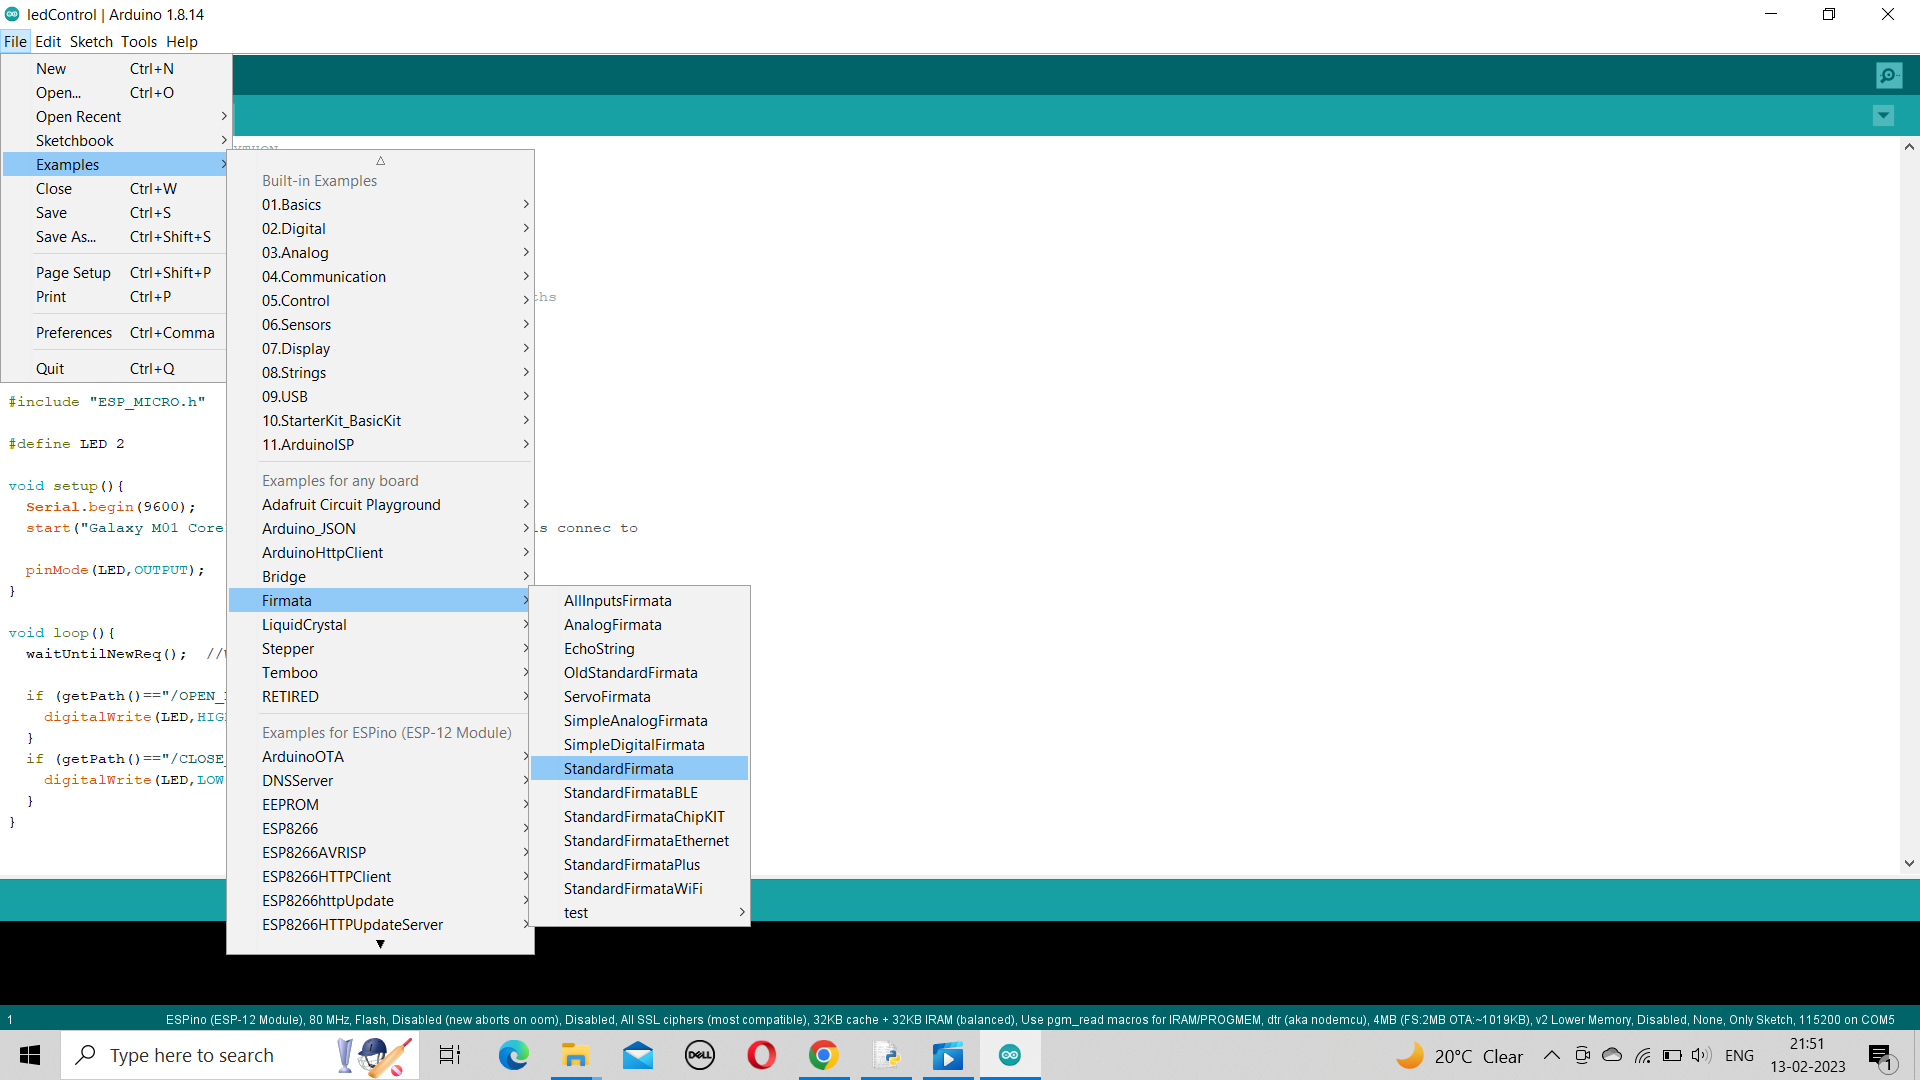 ledControl | Arduino 1.8.14
File Edit Sketch Tools Help
New Ctrl+N
Open... Ctrl+O
Open Recent
Sketchbook
Examples
Close Ctrl+W
Save Ctrl+S
Save As... Ctrl+Shift+S
Page Setup Ctrl+Shift+P
Print Ctrl+P
Preferences Ctrl+Comma
Quit Ctrl+Q
Built-in Examples
01.Basics
02.Digital
03.Analog
04.Communication
05.Control
06.Sensors
07.Display
08.Strings
09.USB
10.StarterKit_BasicKit
11.ArduinoISP
Examples for any board
Adafruit Circuit Playground
Arduino_JSON
ArduinoHttpClient
Bridge
Firmata
LiquidCrystal
Stepper
Temboo
RETIRED
Examples for ESPino (ESP-12 Module)
ArduinoOTA
DNSServer
EEPROM
ESP8266
ESP8266AVRISP
ESP8266HTTPClient
ESP8266httpUpdate
ESP8266HTTPUpdateServer
AllInputsFirmata
AnalogFirmata
EchoString
OldStandardFirmata
ServoFirmata
SimpleAnalogFirmata
SimpleDigitalFirmata
StandardFirmata
StandardFirmataBLE
StandardFirmataChipKIT
StandardFirmataEthernet
StandardFirmataPlus
StandardFirmataWiFi
test
ths
#include "ESP_MICRO.h"
#define LED 2
void setup(){
Serial.begin(9600);
start("Galaxy M01 Core is connec to
pinMode(LED,OUTPUT);
}
void loop(){
waitUntilNewReq(); //
if (getPath()=="/OPEN_
digitalWrite(LED,HIGH
}
if (getPath()=="/CLOSE_
digitalWrite(LED,LOW
}
}
1 ESPino (ESP-12 Module), 80 MHz, Flash, Disabled (new aborts on oom), Disabled, All SSL ciphers (most compatible), 32KB cache + 32KB IRAM (balanced), Use pgm_read macros for IRAM/PROGMEM, dtr (aka nodemcu), 4MB (FS:2MB OTA:~1019KB), v2 Lower Memory, Disabled, None, Only Sketch, 115200 on COM5
Type here to search
DELL
20°C Clear
ENG
21:51
13-02-2023
1